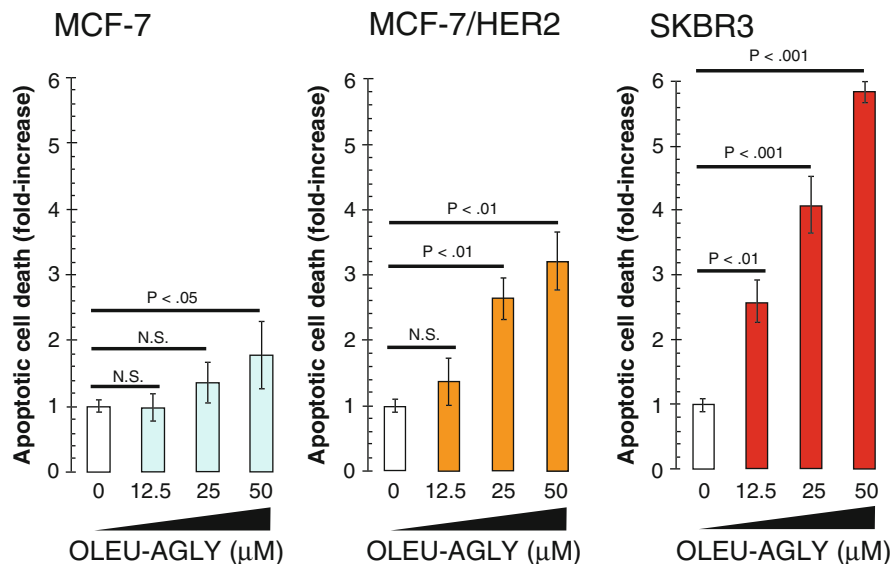 MCF-7
Apoptotic cell death (fold-increase)
6
5
4
3
2
1
0
P < .05
N.S.
N.S.
0 12.5 25 50
OLEU-AGLY (μM)
MCF-7/HER2
Apoptotic cell death (fold-increase)
6
5
4
3
2
1
0
P < .01
P < .01
N.S.
0 12.5 25 50
OLEU-AGLY (μM)
SKBR3
Apoptotic cell death (fold-increase)
6
5
4
3
2
1
0
P < .001
P < .001
P < .01
0 12.5 25 50
OLEU-AGLY (μM)